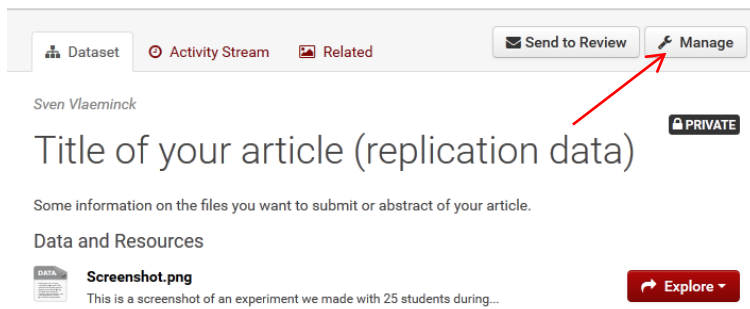 Dataset Activity Stream Related Send to Review Manage
Sven Vlaeminck
PRIVATE
Title of your article (replication data)
Some information on the files you want to submit or abstract of your article.
Data and Resources
DATA
Screenshot.png
This is a screenshot of an experiment we made with 25 students during...
Explore